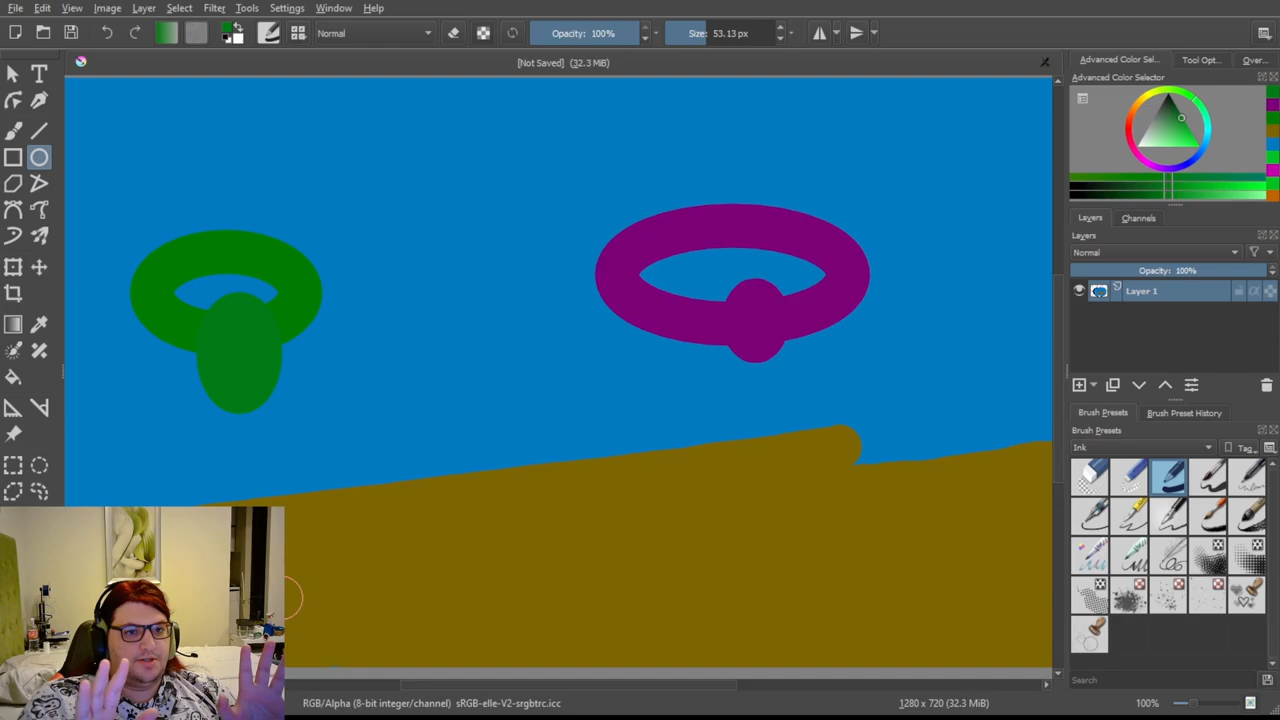 File Edit View Image Layer Select Filter Tools Settings Window Help
Normal Opacity: 100% Size: 53.13 px
[Not Saved] (32.3 MiB)
Advanced Color Sel... Tool Opt... Over...
Advanced Color Selector
Layers Channels
Layers
Normal
Opacity: 100%
Layer 1
Brush Presets Brush Preset History
Brush Presets
Ink Tag
Search
RGB/Alpha (8-bit integer/channel) sRGB-elle-V2-srgbtrc.icc 1280 x 720 (32.3 MiB) 100%